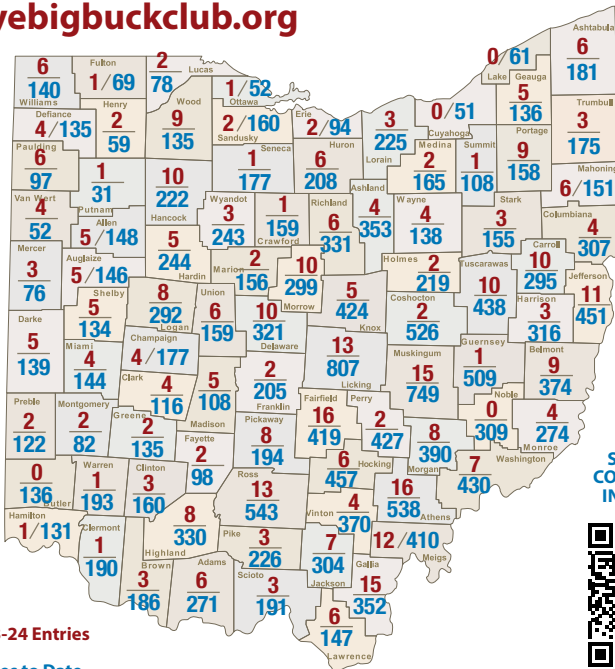 vebigbuckclub.org
6
140
Williams
Fulton
1/69
2
78
Lucas
1/52
Ottawa
0/61
Lake
Geauga
5
136
Ashtabula
6
181
Defiance
4/135
Henry
2
59
Wood
9
135
2/160
Sandusky
Erie
2/94
Huron
6
208
3
225
Lorain
0/51
Cuyahoga
Medina
2
165
Summit
1
108
Portage
9
158
Trumbull
3
175
Mahoning
6/151
Paulding
6
97
1
31
Putnam
10
222
Hancock
Seneca
1
177
Van Wert
4
52
Allen
5/148
Wyandot
3
243
1
159
Crawford
Richland
6
331
Ashland
4
353
Wayne
4
138
Stark
3
155
Columbiana
4
307
Mercer
3
76
Auglaize
5/146
5
244
Hardin
Marion
2
156
10
299
Morrow
Holmes
2
219
Tuscarawas
10
438
Carroll
10
295
Jefferson
11
451
Shelby
5
134
8
292
Logan
Union
6
159
10
321
Delaware
5
424
Knox
Coshocton
2
526
Harrison
3
316
Darke
5
139
Miami
4
144
Champaign
4/177
13
807
Licking
Muskingum
15
749
Guernsey
1
509
Belmont
9
374
Clark
4
116
5
108
Madison
2
205
Franklin
Fairfield
16
419
Perry
2
427
Noble
0
309
4
274
Monroe
Preble
2
122
Montgomery
2
82
Greene
2
135
Fayette
2
98
Pickaway
8
194
6
457
Hocking
8
390
Morgan
7
430
Washington
0
136
Butler
Warren
1
193
Clinton
3
160
Ross
13
543
Vinton
4
370
16
538
Athens
Hamilton
1/131
Clermont
1
190
8
330
Highland
Pike
3
226
7
304
Jackson
12/410
Meigs
Brown
3
186
Adams
6
271
Scioto
3
191
Gallia
15
352
6
147
Lawrence
S
CO
IN
-24 Entries